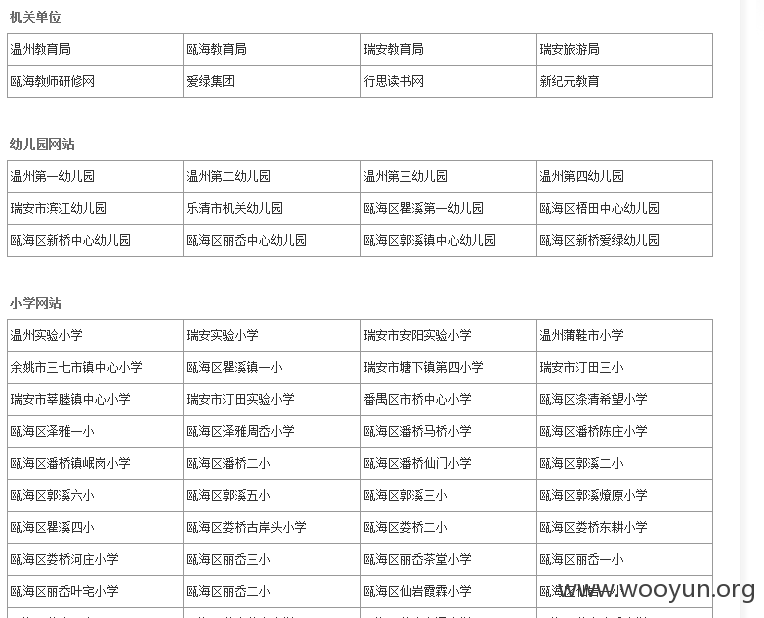 机关单位
温州教育局 瓯海教育局 瑞安教育局 瑞安旅游局
瓯海教师研修网 爱绿集团 行思读书网 新纪元教育
幼儿园网站
温州第一幼儿园 温州第二幼儿园 温州第三幼儿园 温州第四幼儿园
瑞安市滨江幼儿园 乐清市机关幼儿园 瓯海区瞿溪第一幼儿园 瓯海区梧田中心幼儿园
瓯海区新桥中心幼儿园 瓯海区丽岙中心幼儿园 瓯海区郭溪镇中心幼儿园 瓯海区新桥爱绿幼儿园
小学网站
温州实验小学 瑞安实验小学 瑞安市安阳实验小学 温州蒲鞋市小学
余姚市三七市镇中心小学 瓯海区瞿溪镇一小 瑞安市塘下镇第四小学 瑞安市汀田三小
瑞安市莘塍镇中心小学 瑞安市汀田实验小学 番禺区市桥中心小学 瓯海区涤清希望小学
瓯海区泽雅一小 瓯海区泽雅周岙小学 瓯海区潘桥马桥小学 瓯海区潘桥陈庄小学
瓯海区潘桥镇岷岗小学 瓯海区潘桥二小 瓯海区潘桥仙门小学 瓯海区郭溪二小
瓯海区郭溪六小 瓯海区郭溪五小 瓯海区郭溪三小 瓯海区郭溪燎原小学
瓯海区瞿溪四小 瓯海区娄桥古岸头小学 瓯海区娄桥二小 瓯海区娄桥东耕小学
瓯海区娄桥河庄小学 瓯海区丽岙三小 瓯海区丽岙茶堂小学 瓯海区丽岙一小
瓯海区丽岙叶宅小学 瓯海区丽岙二小 瓯海区仙岩霞霖小学
www.wooyun.org